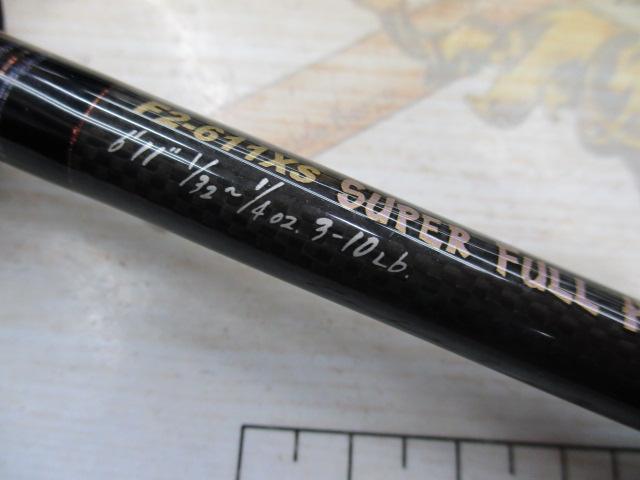 F2-611XS SUPER FULL
6'11" 1/32~1/4oz. 3-10Lb.